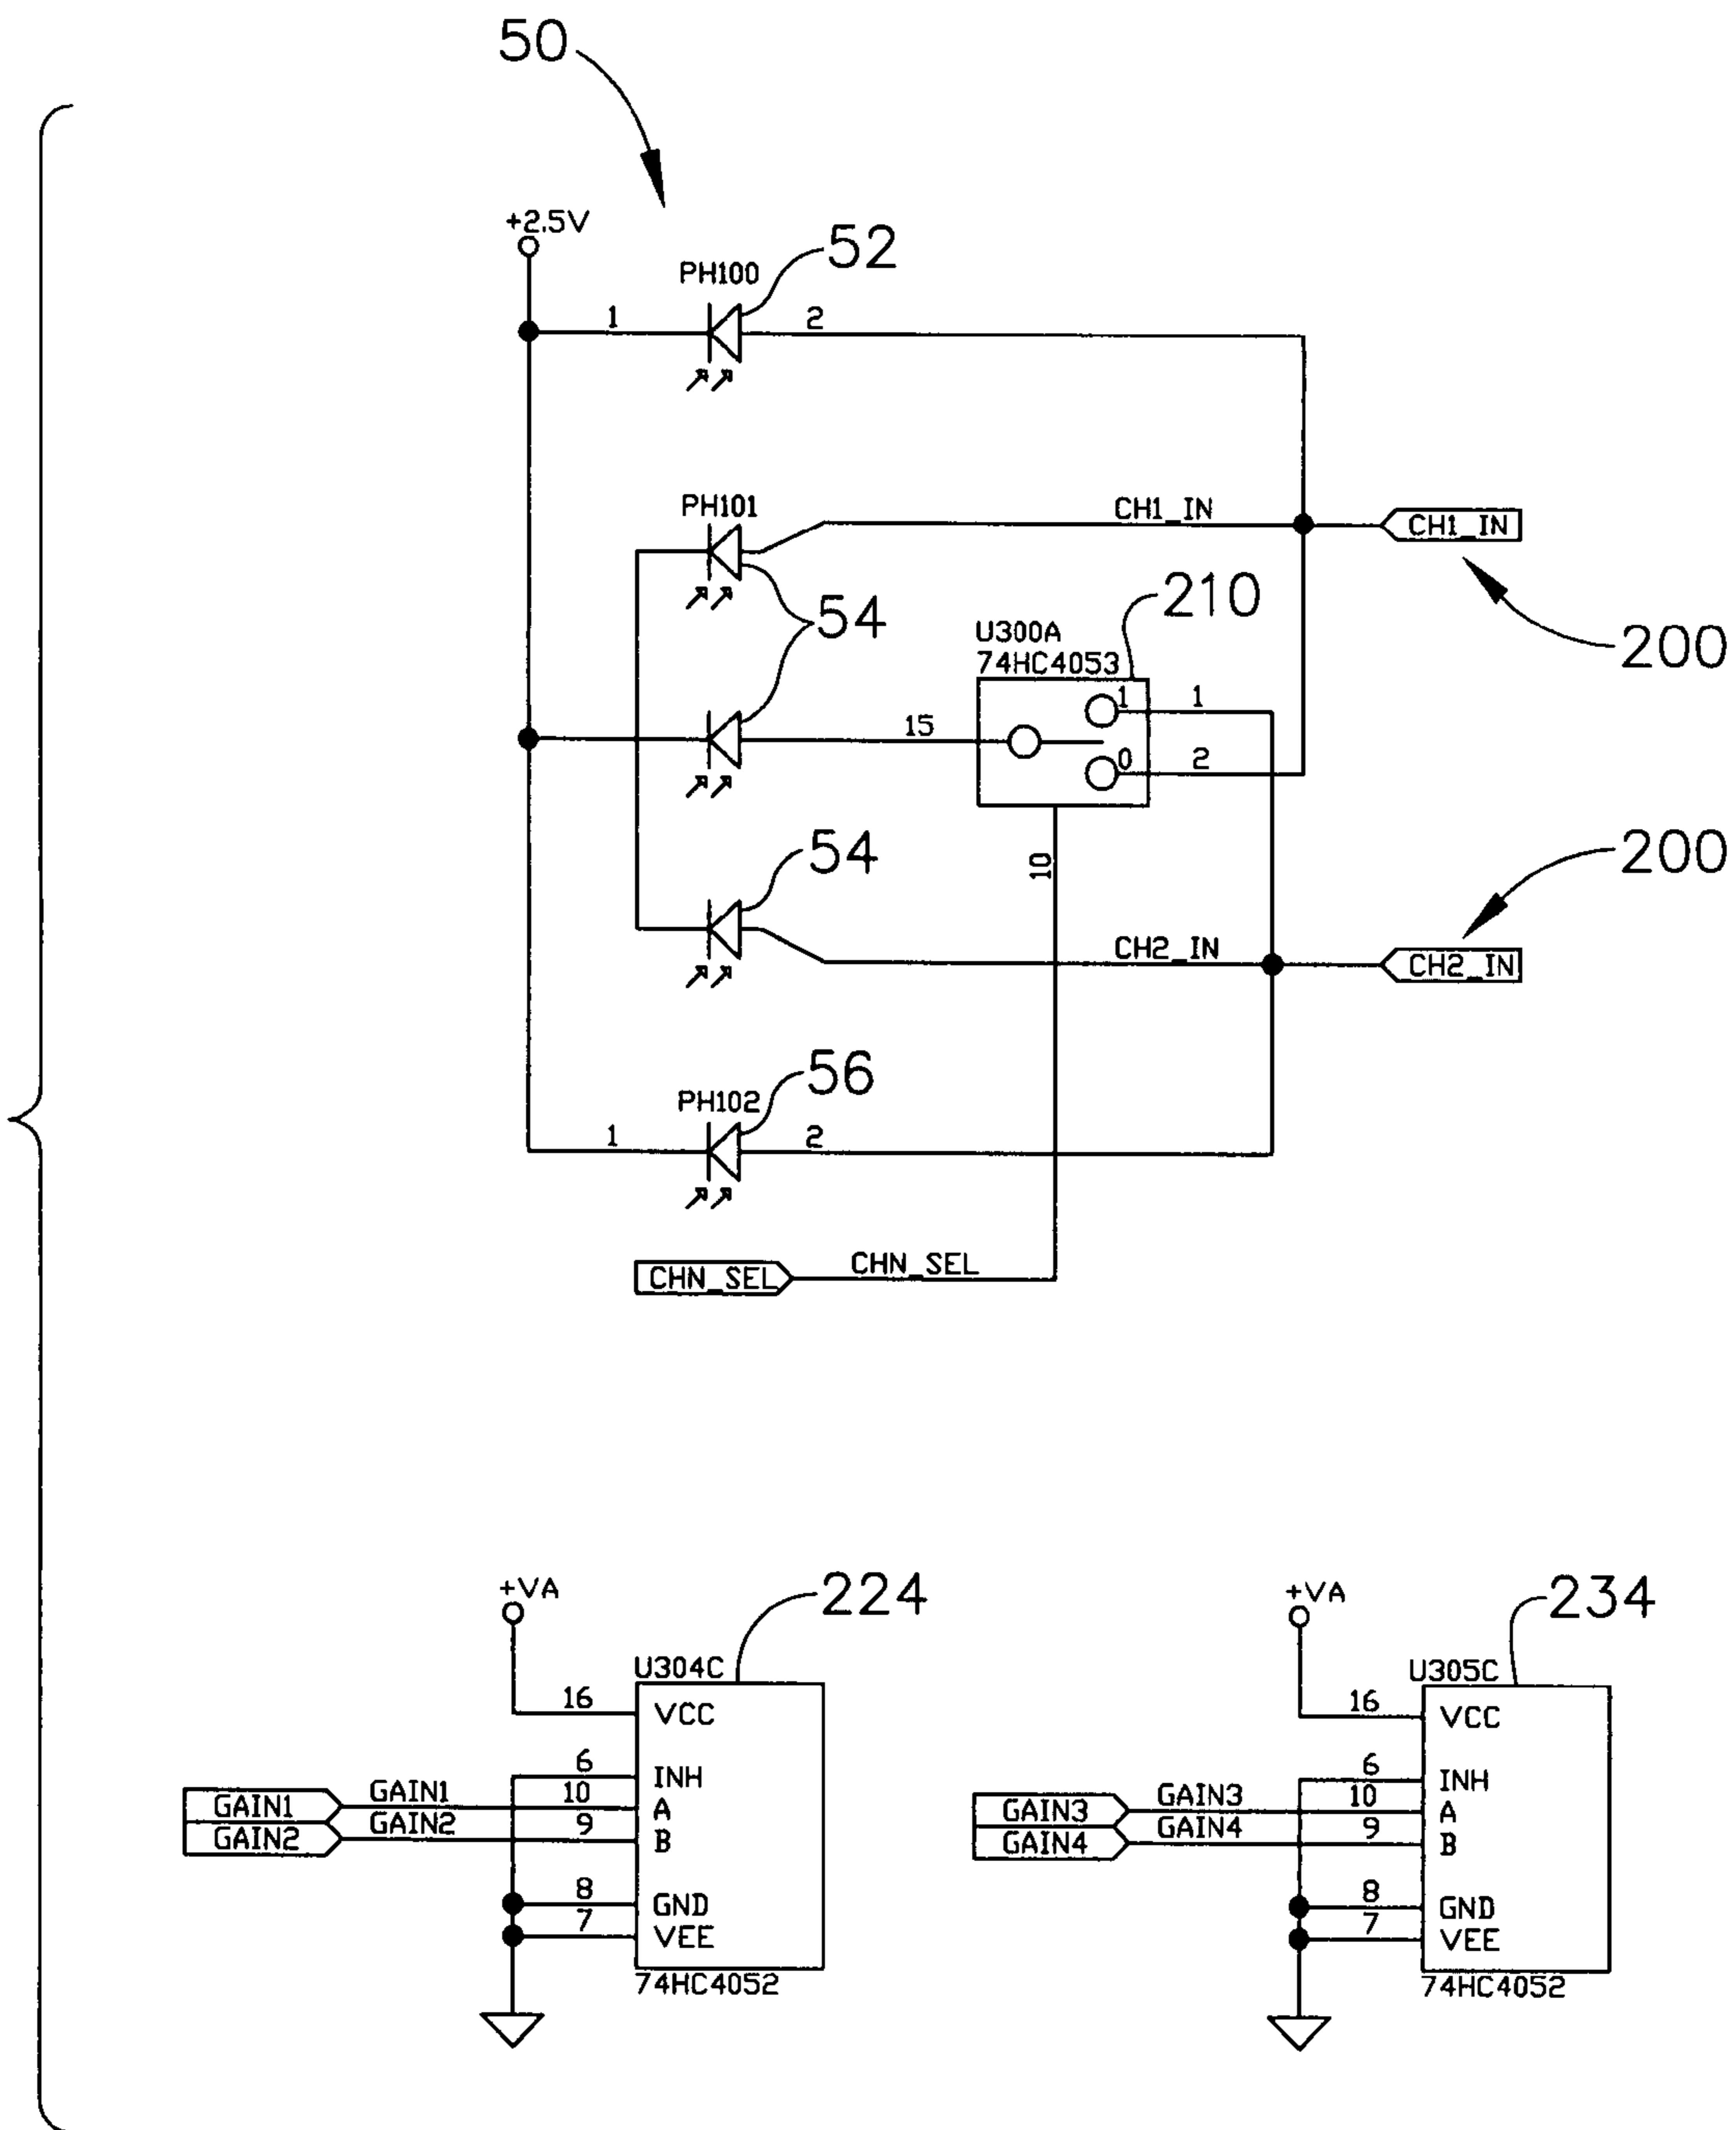 50
+2.5V
52
PH100
1
2
PH101
CH1_IN
CH1_IN
54
210
200
U300A
74HC4053
1
1
15
0
2
54
10
200
CH2_IN
CH2_IN
56
PH102
1
2
CHN_SEL
CHN_SEL
+VA
224
U304C
16
VCC
6
INH
GAIN1
GAIN1
10
A
GAIN2
GAIN2
9
B
8
GND
7
VEE
74HC4052
+VA
234
U305C
16
VCC
6
INH
GAIN3
GAIN3
10
A
GAIN4
GAIN4
9
B
8
GND
7
VEE
74HC4052